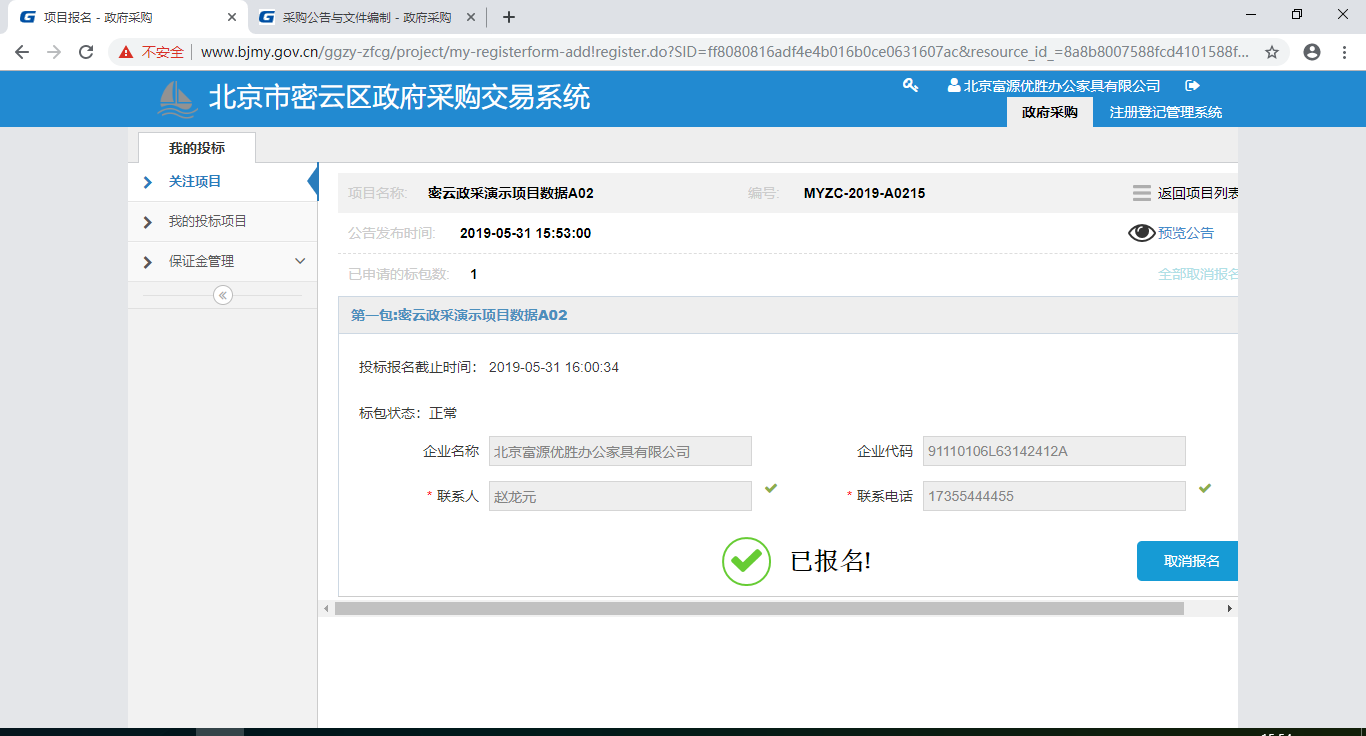 项目报名 - 政府采购
采购公告与文件编制 - 政府采购
不安全 www.bjmy.gov.cn/ggzy-zfcg/project/my-registerform-add!register.do?SID=ff8080816adf4e4b016b0ce0631607ac&resource_id_=8a8b8007588fcd4101588f...
北京市密云区政府采购交易系统
北京富源优胜办公家具有限公司
政府采购 注册登记管理系统
我的投标
关注项目
我的投标项目
保证金管理
项目名称: 密云政采演示项目数据A02 编号: MYZC-2019-A0215 返回项目列表
公告发布时间: 2019-05-31 15:53:00 预览公告
已申请的标包数: 1 全部取消报名
第一包:密云政采演示项目数据A02
投标报名截止时间： 2019-05-31 16:00:34
标包状态：正常
企业名称 北京富源优胜办公家具有限公司 企业代码 91110106L63142412A
* 联系人 赵龙元 * 联系电话 17355444455
已报名! 取消报名